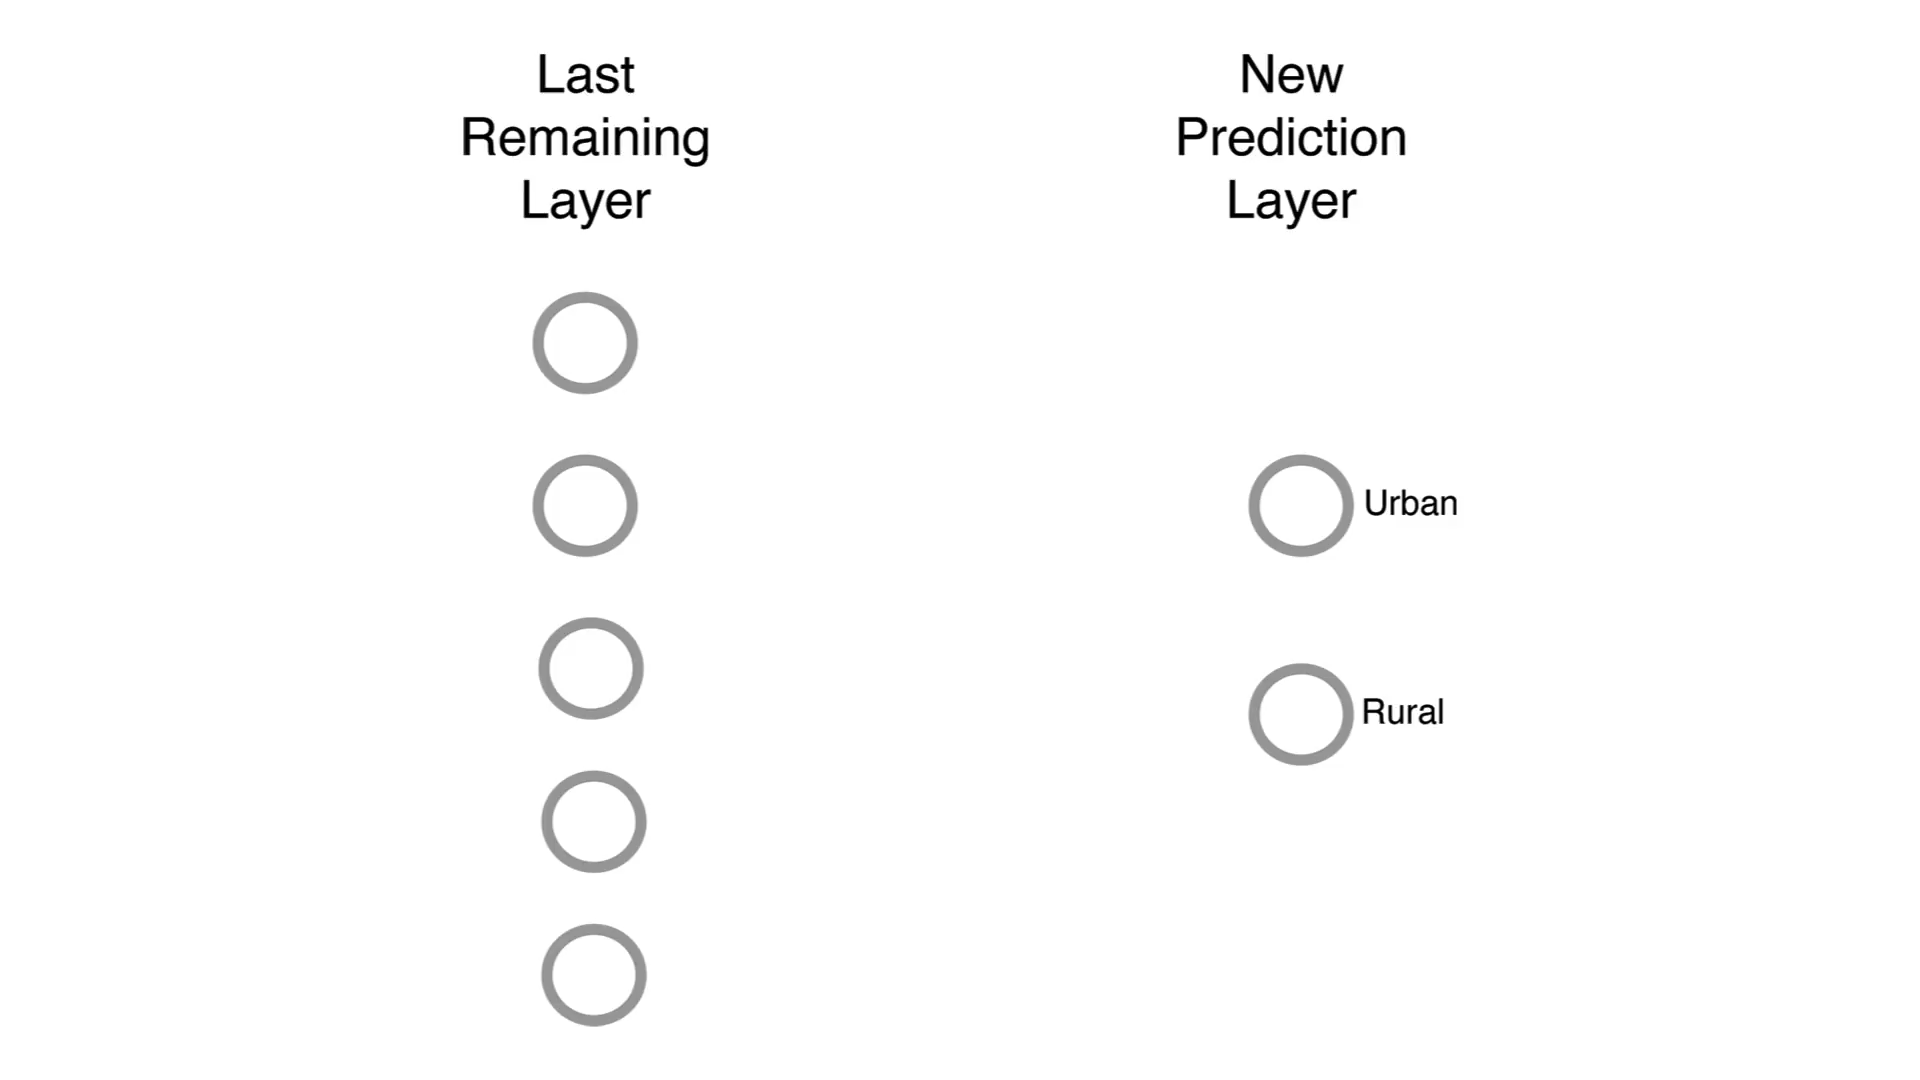 Last
Remaining
Layer
New
Prediction
Layer
Urban
Rural